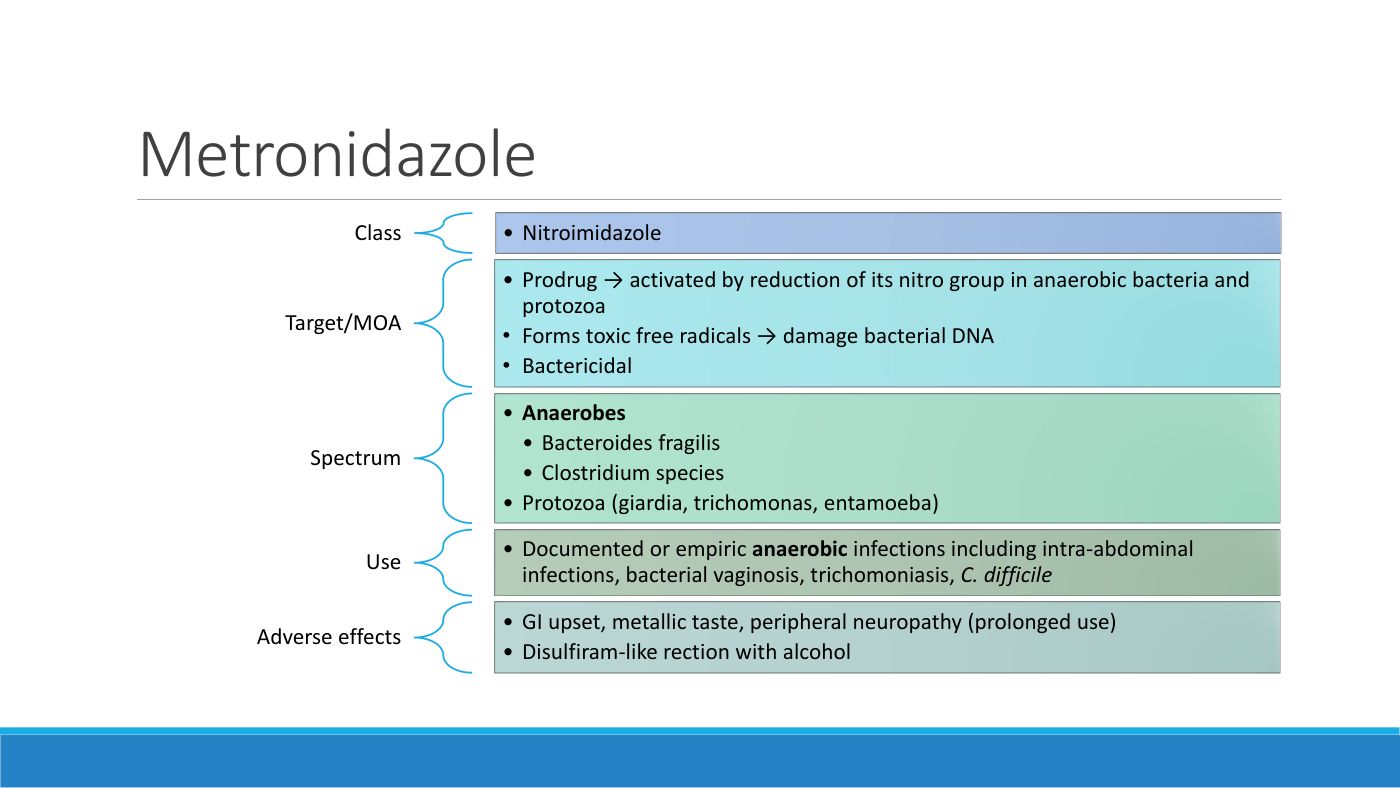 Metronidazole
Class
• Nitroimidazole
Target/MOA
• Prodrug → activated by reduction of its nitro group in anaerobic bacteria and
protozoa
• Forms toxic free radicals → damage bacterial DNA
• Bactericidal
Spectrum
• Anaerobes
• Bacteroides fragilis
• Clostridium species
• Protozoa (giardia, trichomonas, entamoeba)
Use
• Documented or empiric anaerobic infections including intra-abdominal
infections, bacterial vaginosis, trichomoniasis, C. difficile
Adverse effects
• GI upset, metallic taste, peripheral neuropathy (prolonged use)
• Disulfiram-like rection with alcohol